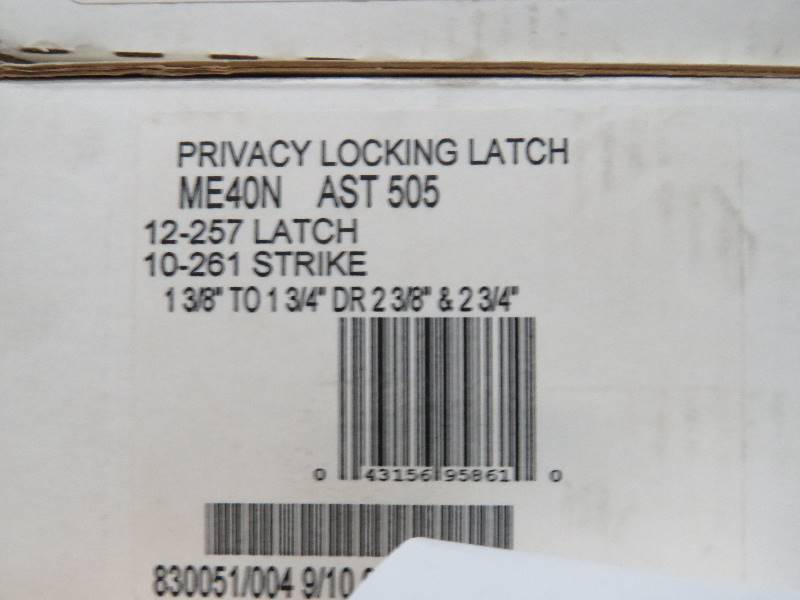 PRIVACY LOCKING LATCH
ME40N AST 505
12-257 LATCH
10-261 STRIKE
1 3/8" TO 1 3/4" DR 2 3/8" & 2 3/4"
0 43156 95861 0
830051/004 9/10